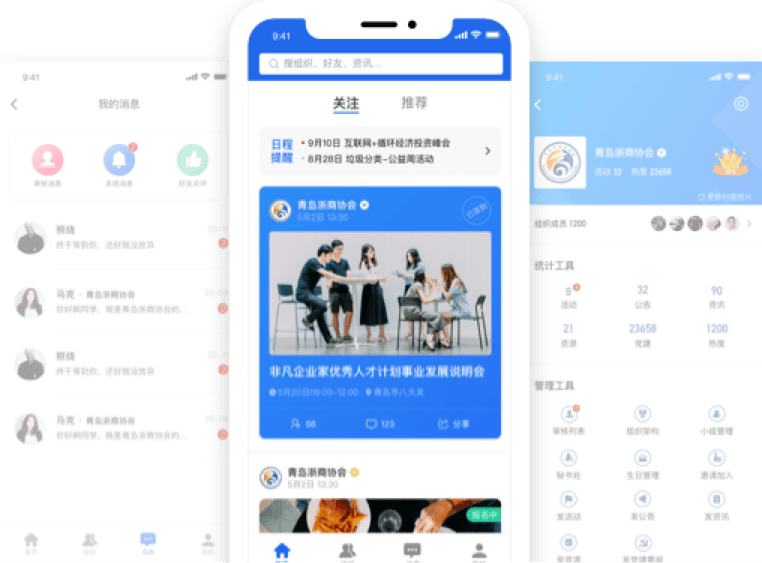 9:41
我的消息
审核消息
2
系统消息
好友点评
照烧
终于等到你、还好我没放弃
2
马克 · 青岛浙商协会
你好啊同学、我是青岛浙商协会的...
2
照烧
终于等到你、还好我没放弃
2
马克 · 青岛浙商协会
你好啊同学、我是青岛浙商协会的...
2
9:41
搜组织、好友、资讯...
关注
推荐
日程
提醒
9月10日 互联网+循环经济投资峰会
8月28日 垃圾分类-公益周活动
青岛浙商协会
5月2日 13:30
已签到
非凡企业家优秀人才计划事业发展说明会
5月20日09:00-12:00
青岛市八大关
68
123
分享
青岛浙商协会
5月2日 13:30
报名中
9:41
青岛浙商协会
活动 32 热度 23658
更换封面图片
组织成员 1200
统计工具
8
活动
32
公告
90
资讯
21
资源
23658
党建
1200
热度
管理工具
审核列表
组织架构
小组管理
秘书处
生日管理
邀请加入
发活动
发公告
发资讯
发资源